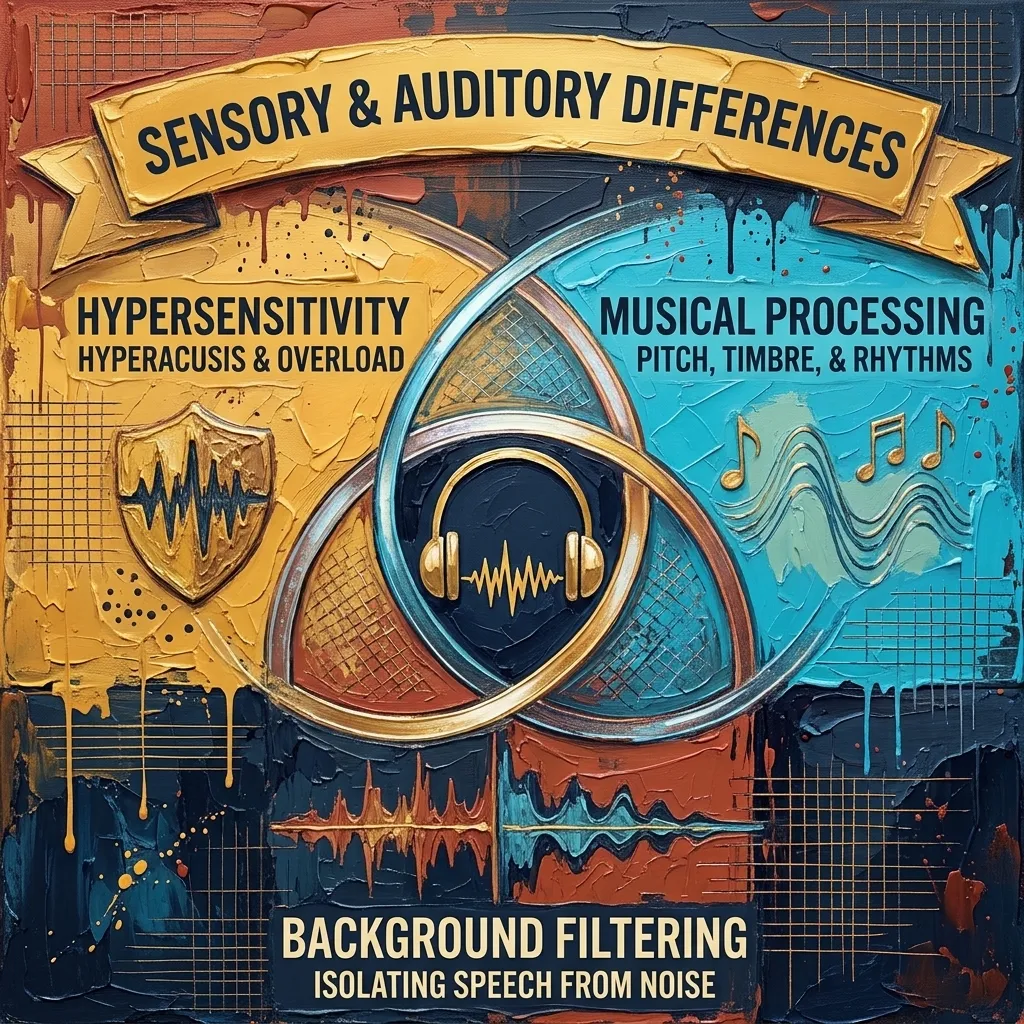 SENSORY & AUDITORY DIFFERENCES
HYPERSENSITIVITY
HYPERACUSIS & OVERLOAD
MUSICAL PROCESSING
PITCH, TIMBRE, & RHYTHMS
BACKGROUND FILTERING
ISOLATING SPEECH FROM NOISE